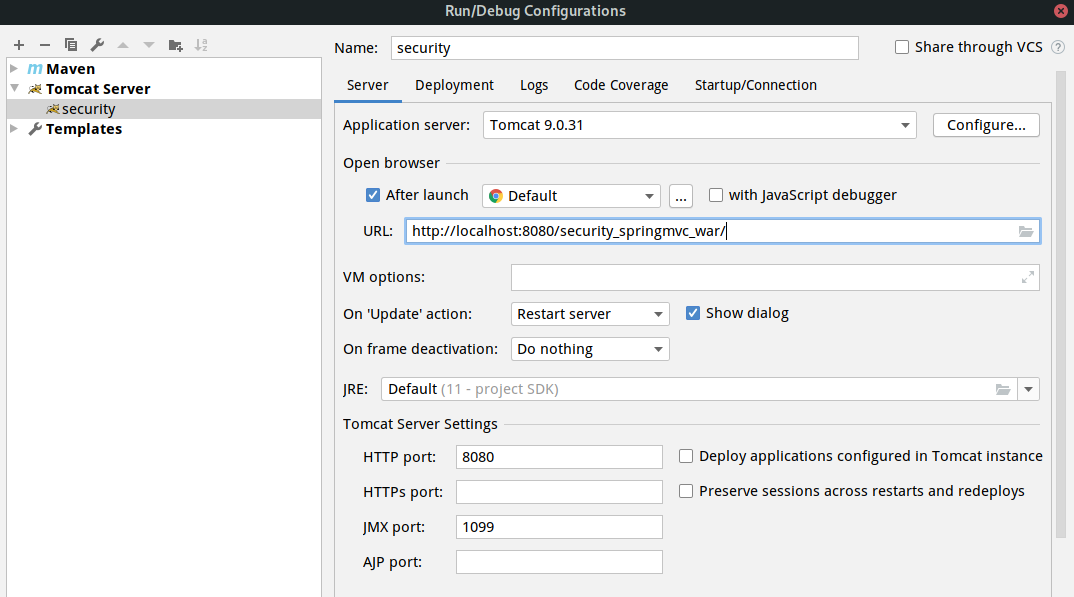 Run/Debug Configurations
Name: security
Share through VCS ?
m Maven
Tomcat Server
security
Templates
Server Deployment Logs Code Coverage Startup/Connection
Application server: Tomcat 9.0.31 Configure...
Open browser
After launch Default ... with JavaScript debugger
URL: http://localhost:8080/security_springmvc_war/
VM options:
On 'Update' action: Restart server Show dialog
On frame deactivation: Do nothing
JRE: Default (11 - project SDK)
Tomcat Server Settings
HTTP port: 8080 Deploy applications configured in Tomcat instance
HTTPs port: Preserve sessions across restarts and redeploys
JMX port: 1099
AJP port: